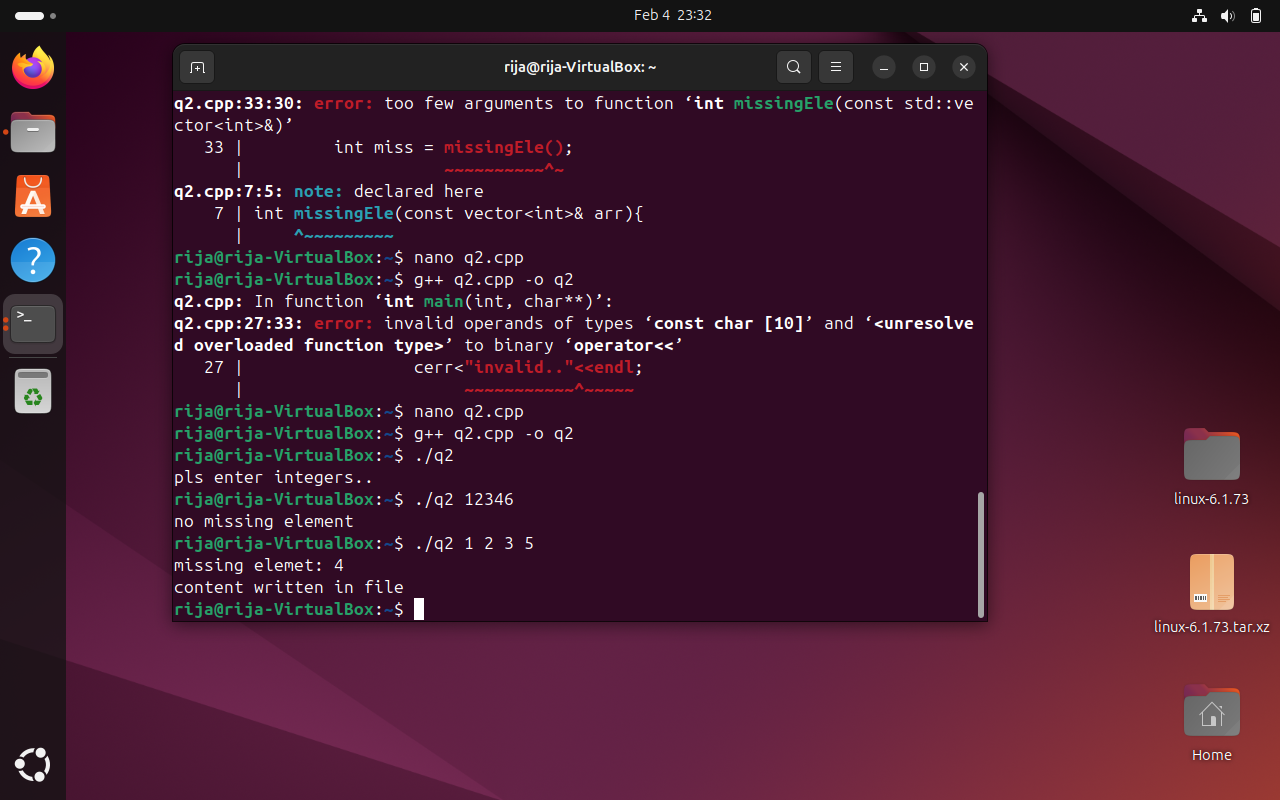 Feb 4 23:32
rija@rija-VirtualBox: ~
q2.cpp:33:30: error: too few arguments to function ‘int missingEle(const std::ve
ctor<int>&)’
33 | int miss = missingEle();
| ~~~~~~~~~~^~
q2.cpp:7:5: note: declared here
7 | int missingEle(const vector<int>& arr){
| ^~~~~~~~~~
rija@rija-VirtualBox:~$ nano q2.cpp
rija@rija-VirtualBox:~$ g++ q2.cpp -o q2
q2.cpp: In function ‘int main(int, char**)’:
q2.cpp:27:33: error: invalid operands of types ‘const char [10]’ and ‘<unresolve
d overloaded function type>’ to binary ‘operator<<’
27 | cerr<"invalid.."<<endl;
| ~~~~~~~~~~~^~~~~~
rija@rija-VirtualBox:~$ nano q2.cpp
rija@rija-VirtualBox:~$ g++ q2.cpp -o q2
rija@rija-VirtualBox:~$ ./q2
pls enter integers..
rija@rija-VirtualBox:~$ ./q2 12346
no missing element
rija@rija-VirtualBox:~$ ./q2 1 2 3 5
missing elemet: 4
content written in file
rija@rija-VirtualBox:~$
linux-6.1.73
linux-6.1.73.tar.xz
Home